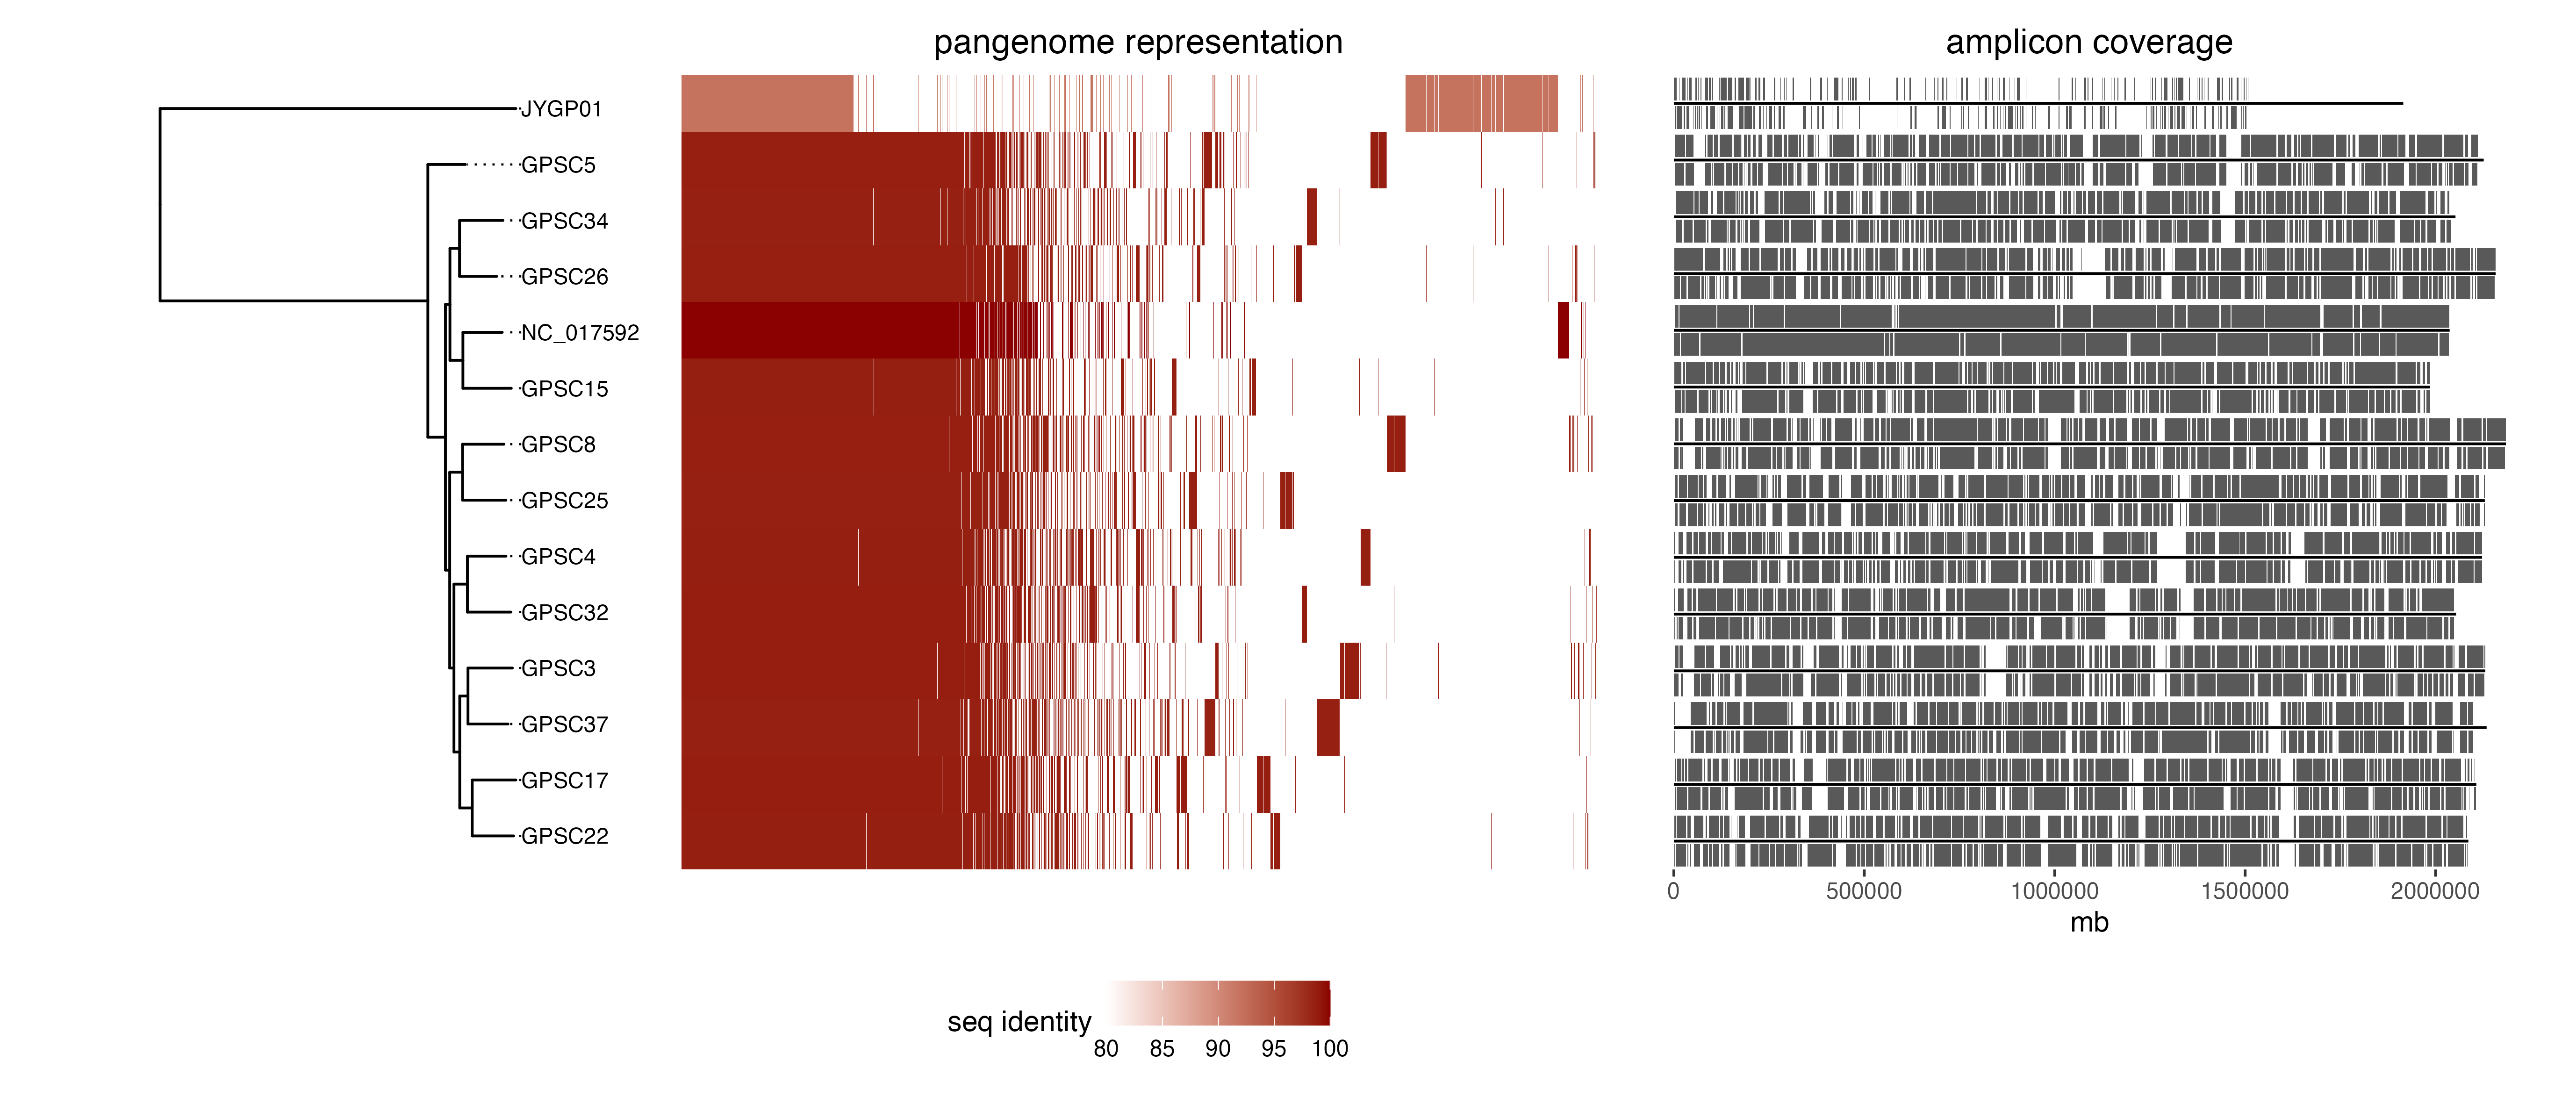 pangenome representation
amplicon coverage
JYGP01
GPSC5
GPSC34
GPSC26
NC_017592
GPSC15
GPSC8
GPSC25
GPSC4
GPSC32
GPSC3
GPSC37
GPSC17
GPSC22
0 500000 1000000 1500000 2000000
mb
seq identity
80 85 90 95 100